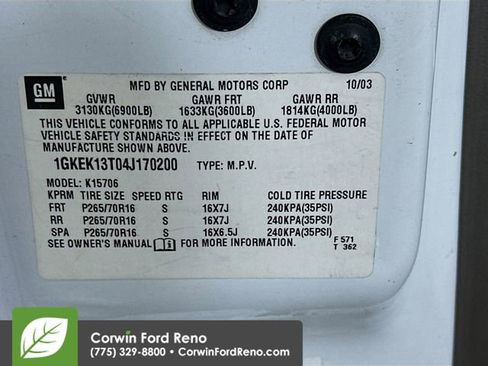 GM
MFD BY GENERAL MOTORS CORP 10/03
GVWR GAWR FRT GAWR RR
3130KG(6900LB) 1633KG(3600LB) 1814KG(4000LB)
THIS VEHICLE CONFORMS TO ALL APPLICABLE U.S. FEDERAL MOTOR
VEHICLE SAFETY STANDARDS IN EFFECT ON THE DATE OF
MANUFACTURE SHOWN ABOVE.
1GKEK13T04J170200 TYPE: M.P.V.
MODEL: K15706
KPRM TIRE SIZE SPEED RTG RIM COLD TIRE PRESSURE
FRT P265/70R16 S 16X7J 240KPA(35PSI)
RR P265/70R16 S 16X7J 240KPA(35PSI)
SPA P265/70R16 S 16X6.5J 240KPA(35PSI)
SEE OWNER'S MANUAL FOR MORE INFORMATION. F 571
T 362
Corwin Ford Reno
(775) 329-8800 • CorwinFordReno.com